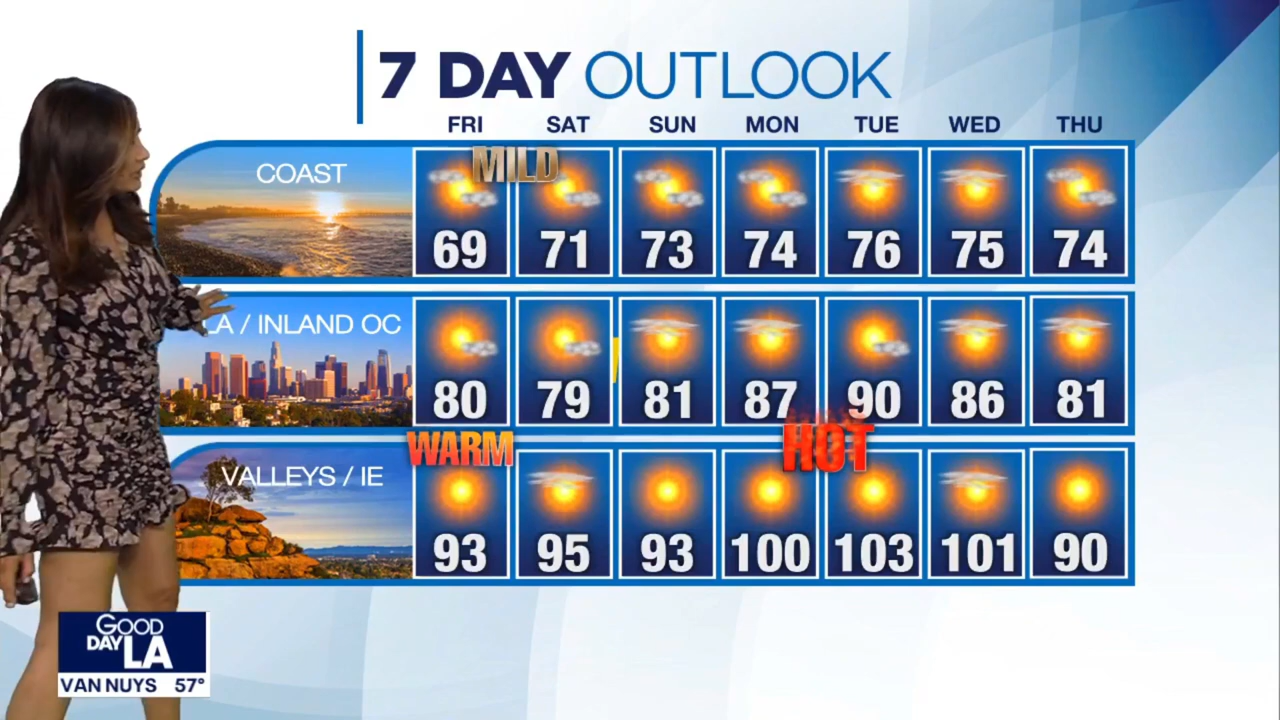 7 DAY OUTLOOK
FRI SAT SUN MON TUE WED THU
COAST
MILD
69 71 73 74 76 75 74
LA / INLAND OC
80 79 81 87 90 86 81
WARM HOT
VALLEYS / IE
93 95 93 100 103 101 90
GOOD
DAY LA
VAN NUYS 57°